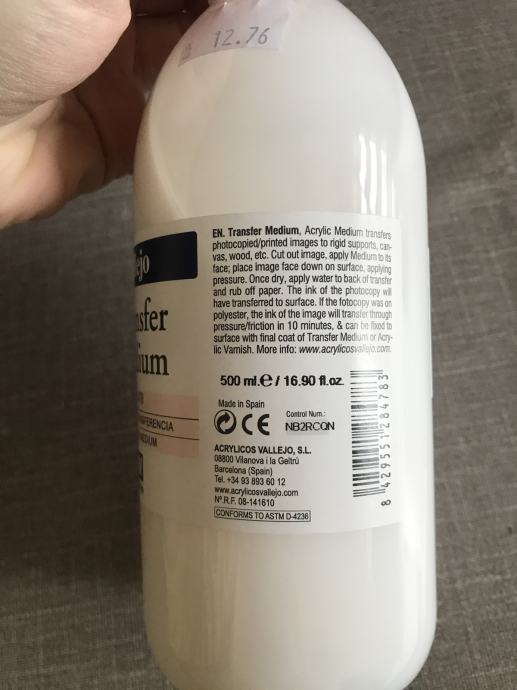 12.76
EN. Transfer Medium, Acrylic Medium transfers
photocopied/printed images to rigid supports, can-
vas, wood, etc. Cut out image, apply Medium to its
face; place image face down on surface, applying
pressure. Once dry, apply water to back of transfer
and rub off paper. The ink of the photocopy will
have transferred to surface. If the fotocopy was on
polyester, the ink of the image will transfer through
pressure/friction in 10 minutes, & can be fixed to
surface with final coat of Transfer Medium or Acry-
lic Varnish. More info: www.acrylicosvallejo.com.
500 ml.e / 16.90 fl.oz.
Made in Spain
CE
Control Num.:
NB2RCQN
ACRYLICOS VALLEJO, S.L.
08800 Vilanova i la Geltrú
Barcelona (Spain)
Tel. +34 93 893 60 12
www.acrylicosvallejo.com
Nº.R.F. 08-141610
CONFORMS TO ASTM D-4236
8 429551 284783
ejo
nsfer
dium
NSFERENCIA
MEDIUM